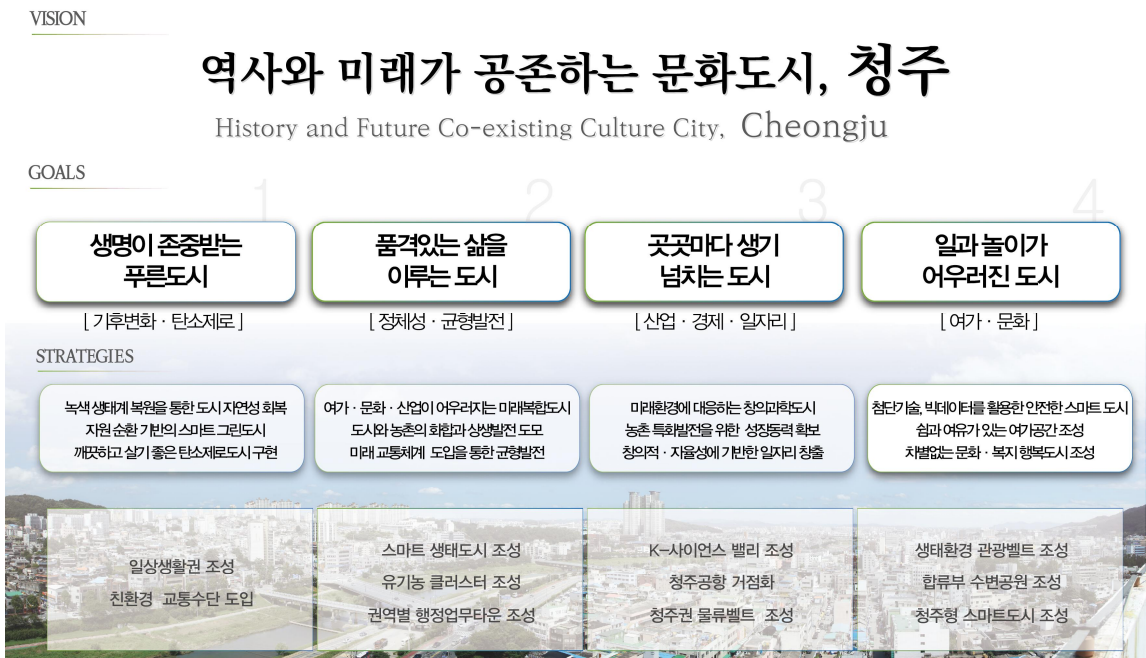 VISION
역사와 미래가 공존하는 문화도시, 청주
History and Future Co-existing Culture City, Cheongju
GOALS
1
생명이 존중받는
푸른도시
[ 기후변화 · 탄소제로 ]
2
품격있는 삶을
이루는 도시
[ 정체성 · 균형발전 ]
3
곳곳마다 생기
넘치는 도시
[ 산업 · 경제 · 일자리 ]
4
일과 놀이가
어우러진 도시
[ 여가 · 문화 ]
STRATEGIES
녹색 생태계 복원을 통한 도시 자연성 회복
자원 순환 기반의 스마트 그린도시
깨끗하고 살기 좋은 탄소제로도시 구현
여가 · 문화 · 산업이 어우러지는 미래복합도시
도시와 농촌의 화합과 상생발전 도모
미래 교통체계 도입을 통한 균형발전
미래환경에 대응하는 창의과학도시
농촌 특화발전을 위한 성장동력 확보
창의적 · 자율성에 기반한 일자리 창출
첨단기술, 빅데이터를 활용한 안전한 스마트 도시
쉼과 여유가 있는 여가공간 조성
차별없는 문화 · 복지 행복도시 조성
일상생활권 조성
친환경 교통수단 도입
스마트 생태도시 조성
유기농 클러스터 조성
권역별 행정업무타운 조성
K-사이언스 밸리 조성
청주공항 거점화
청주권 물류벨트 조성
생태환경 관광벨트 조성
합류부 수변공원 조성
청주형 스마트도시 조성